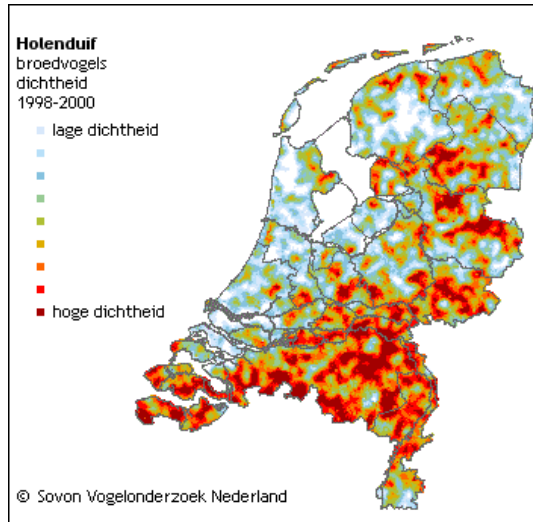 Holenduif
broedvogels
dichtheid
1998-2000
lage dichtheid
hoge dichtheid
© Sovon Vogelonderzoek Nederland